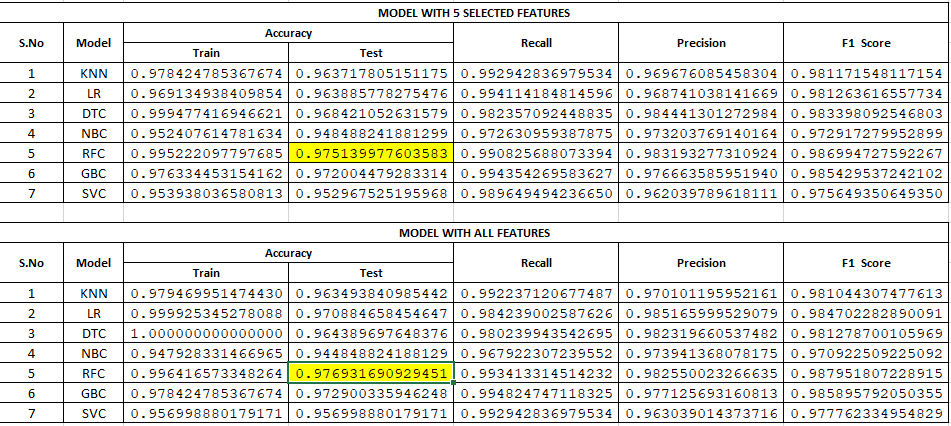 MODEL WITH 5 SELECTED FEATURES
S.No Model Accuracy Recall Precision F1 Score
Train Test
1 KNN 0.978424785367674 0.963717805151175 0.992942836979534 0.969676085458304 0.981171548117154
2 LR 0.969134938409854 0.963885778275476 0.994114184814596 0.968741038141669 0.981263616557734
3 DTC 0.999477416946621 0.968421052631579 0.982357092448835 0.984441301272984 0.983398092546803
4 NBC 0.952407614781634 0.948488241881299 0.972630959387875 0.973203769140164 0.972917279952899
5 RFC 0.995222097797685 0.975139977603583 0.990825688073394 0.983193277310924 0.986994727592267
6 GBC 0.976334453154162 0.972004479283314 0.994354269583627 0.976663585951940 0.985429537242102
7 SVC 0.953938036580813 0.952967525195968 0.989649494236650 0.962039789618111 0.975649350649350
MODEL WITH ALL FEATURES
S.No Model Accuracy Recall Precision F1 Score
Train Test
1 KNN 0.979469951474430 0.963493840985442 0.992237120677487 0.970101195952161 0.981044307477613
2 LR 0.999925345278088 0.970884658454647 0.984239002587626 0.985165999529079 0.984702282890091
3 DTC 1.000000000000000 0.964389697648376 0.980239943542695 0.982319660537482 0.981278700105969
4 NBC 0.947928331466965 0.944848824188129 0.967922307239552 0.973941368078175 0.970922509225092
5 RFC 0.996416573348264 0.976931690929451 0.993413314514232 0.982550023266635 0.987951807228915
6 GBC 0.978424785367674 0.972900335946248 0.994824747118325 0.977125693160813 0.985895792050355
7 SVC 0.956998880179171 0.956998880179171 0.992942836979534 0.963039014373716 0.977762334954829